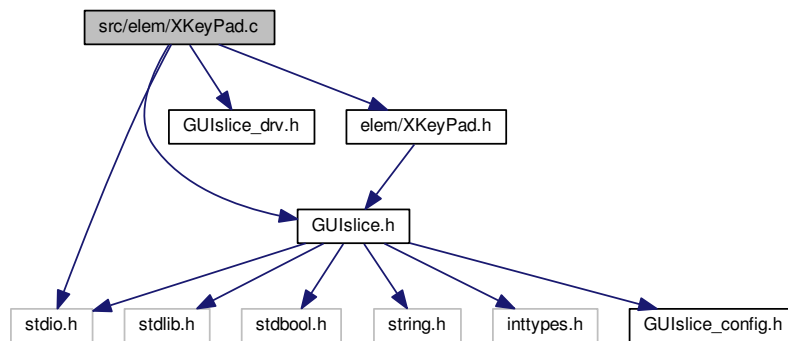 src/elem/XKeyPad.c
GUIslice_drv.h
elem/XKeyPad.h
GUIslice.h
stdio.h
stdlib.h
stdbool.h
string.h
inttypes.h
GUIslice_config.h